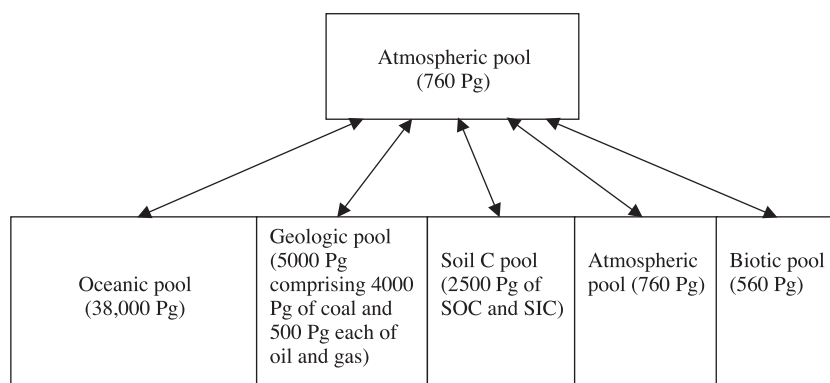 Atmospheric pool
(760 Pg)
Oceanic pool
(38,000 Pg)
Geologic pool
(5000 Pg
comprising 4000
Pg of coal and
500 Pg each of
oil and gas)
Soil C pool
(2500 Pg of
SOC and SIC)
Atmospheric
pool (760 Pg)
Biotic pool
(560 Pg)